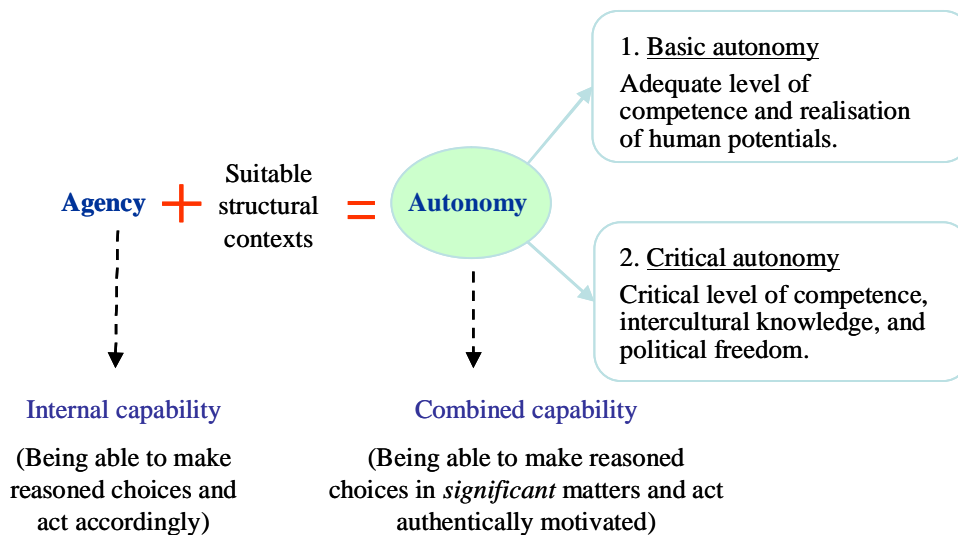 1. Basic autonomy
Adequate level of
competence and realisation
of human potentials.
Agency
+
Suitable
structural
contexts
=
Autonomy
2. Critical autonomy
Critical level of competence,
intercultural knowledge, and
political freedom.
Internal capability
(Being able to make
reasoned choices and
act accordingly)
Combined capability
(Being able to make reasoned
choices in significant matters and act
authentically motivated)